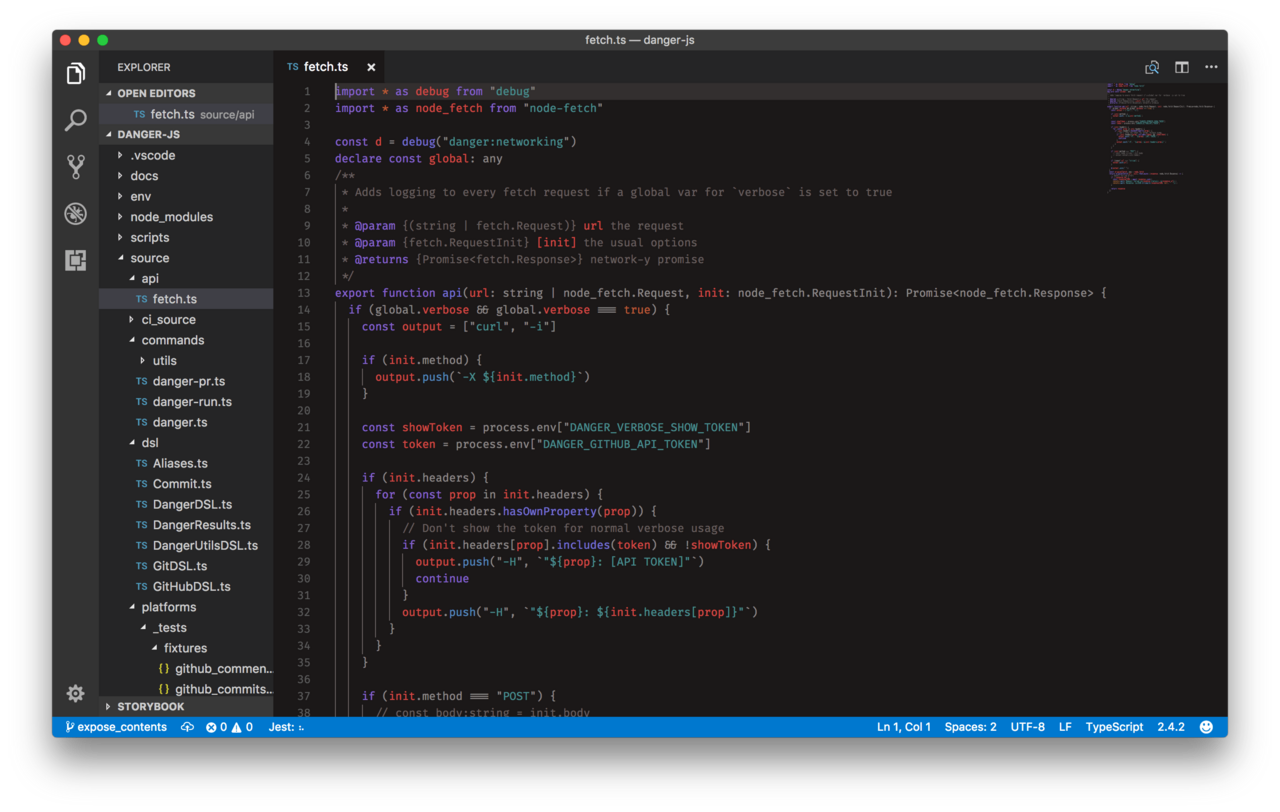 fetch.ts — danger-js
EXPLORER
OPEN EDITORS
TS fetch.ts source/api
DANGER-JS
.vscode
docs
env
node_modules
scripts
source
api
TS fetch.ts
ci_source
commands
utils
TS danger-pr.ts
TS danger-run.ts
TS danger.ts
dsl
TS Aliases.ts
TS Commit.ts
TS DangerDSL.ts
TS DangerResults.ts
TS DangerUtilsDSL.ts
TS GitDSL.ts
TS GitHubDSL.ts
platforms
_tests
fixtures
{} github_commen...
{} github_commits...
STORYBOOK
TS fetch.ts
1 import * as debug from "debug"
2 import * as node_fetch from "node-fetch"
3
4 const d = debug("danger:networking")
5 declare const global: any
6 /**
7  * Adds logging to every fetch request if a global var for `verbose` is set to true
8  *
9  * @param {(string | fetch.Request)} url the request
10  * @param {fetch.RequestInit} [init] the usual options
11  * @returns {Promise<fetch.Response>} network-y promise
12  */
13 export function api(url: string | node_fetch.Request, init: node_fetch.RequestInit): Promise<node_fetch.Response> {
14   if (global.verbose && global.verbose === true) {
15     const output = ["curl", "-i"]
16
17     if (init.method) {
18       output.push(`-X ${init.method}`)
19     }
20
21     const showToken = process.env["DANGER_VERBOSE_SHOW_TOKEN"]
22     const token = process.env["DANGER_GITHUB_API_TOKEN"]
23
24     if (init.headers) {
25       for (const prop in init.headers) {
26         if (init.headers.hasOwnProperty(prop)) {
27           // Don't show the token for normal verbose usage
28           if (init.headers[prop].includes(token) && !showToken) {
29             output.push("-H", `"${prop}: [API TOKEN]"`)
30             continue
31           }
32           output.push("-H", `"${prop}: ${init.headers[prop]}"`)
33         }
34       }
35     }
36
37     if (init.method === "POST") {
38       // const body:string = init.body
expose_contents 0 0 Jest: Ln 1, Col 1 Spaces: 2 UTF-8 LF TypeScript 2.4.2